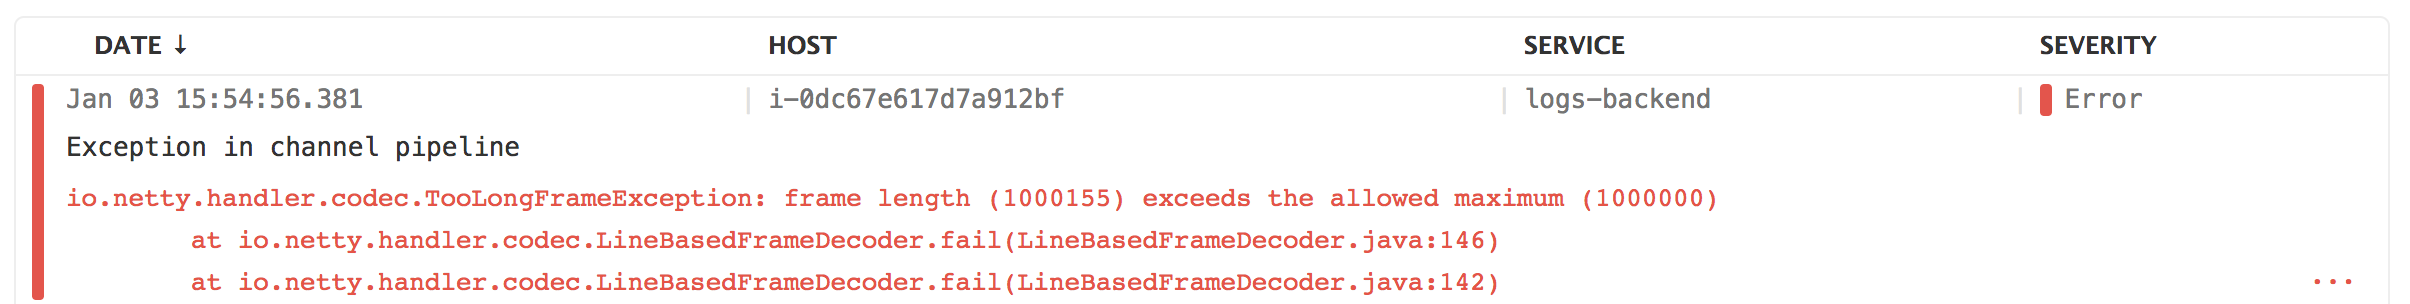 DATE ↓ HOST SERVICE SEVERITY
Jan 03 15:54:56.381 | i-0dc67e617d7a912bf | logs-backend | Error
Exception in channel pipeline
io.netty.handler.codec.TooLongFrameException: frame length (1000155) exceeds the allowed maximum (1000000)
at io.netty.handler.codec.LineBasedFrameDecoder.fail(LineBasedFrameDecoder.java:146)
at io.netty.handler.codec.LineBasedFrameDecoder.fail(LineBasedFrameDecoder.java:142) ...